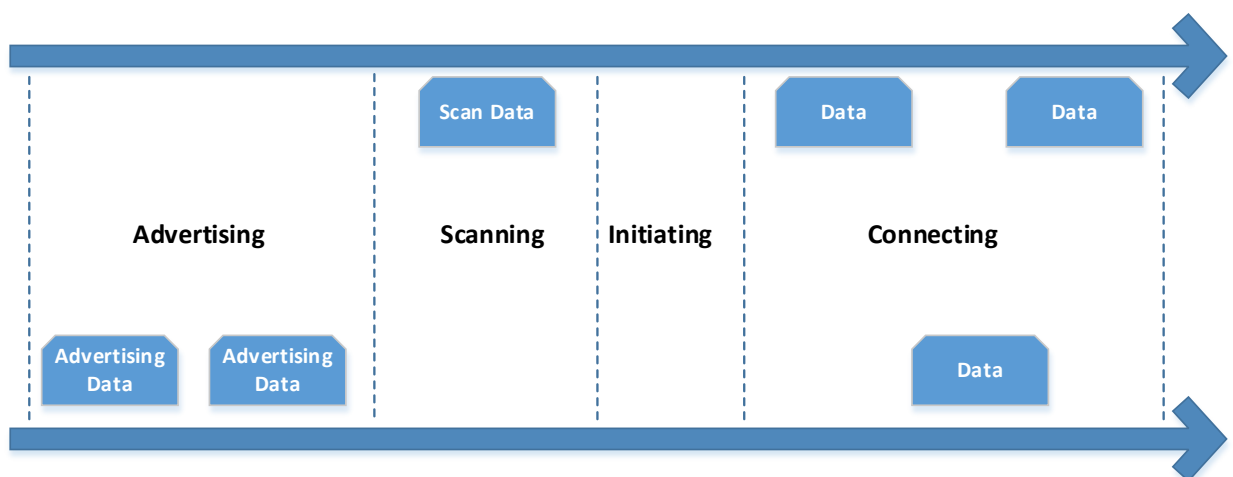 Scan Data
Data
Data
Advertising
Scanning
Initiating
Connecting
Advertising
Data
Advertising
Data
Data